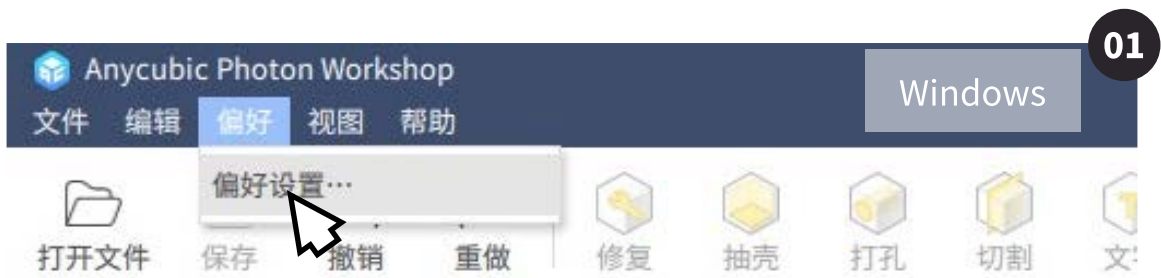 01
Anycubic Photon Workshop
Windows
文件 编辑 偏好 视图 帮助
偏好设置…
打开文件 保存 撤销 重做 修复 抽壳 打孔 切割 文